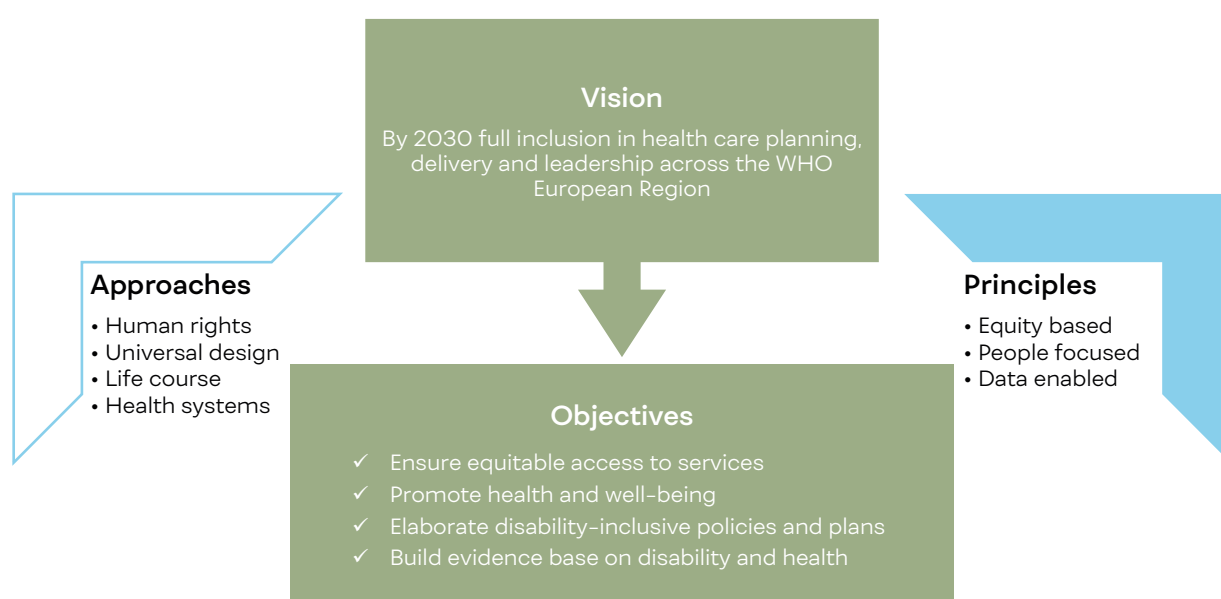 Vision
By 2030 full inclusion in health care planning,
delivery and leadership across the WHO
European Region
Approaches
• Human rights
• Universal design
• Life course
• Health systems
Principles
• Equity based
• People focused
• Data enabled
Objectives
✓ Ensure equitable access to services
✓ Promote health and well-being
✓ Elaborate disability-inclusive policies and plans
✓ Build evidence base on disability and health